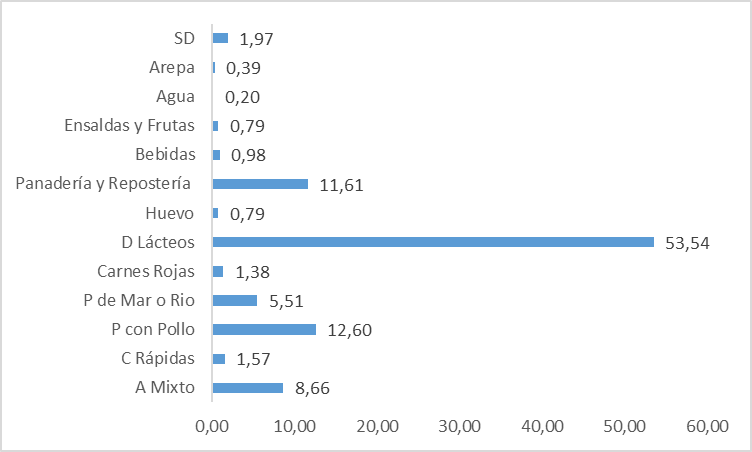 SD 1,97
Arepa 0,39
Agua 0,20
Ensaldas y Frutas 0,79
Bebidas 0,98
Panadería y Repostería 11,61
Huevo 0,79
D Lácteos 53,54
Carnes Rojas 1,38
P de Mar o Rio 5,51
P con Pollo 12,60
C Rápidas 1,57
A Mixto 8,66
0,00 10,00 20,00 30,00 40,00 50,00 60,00